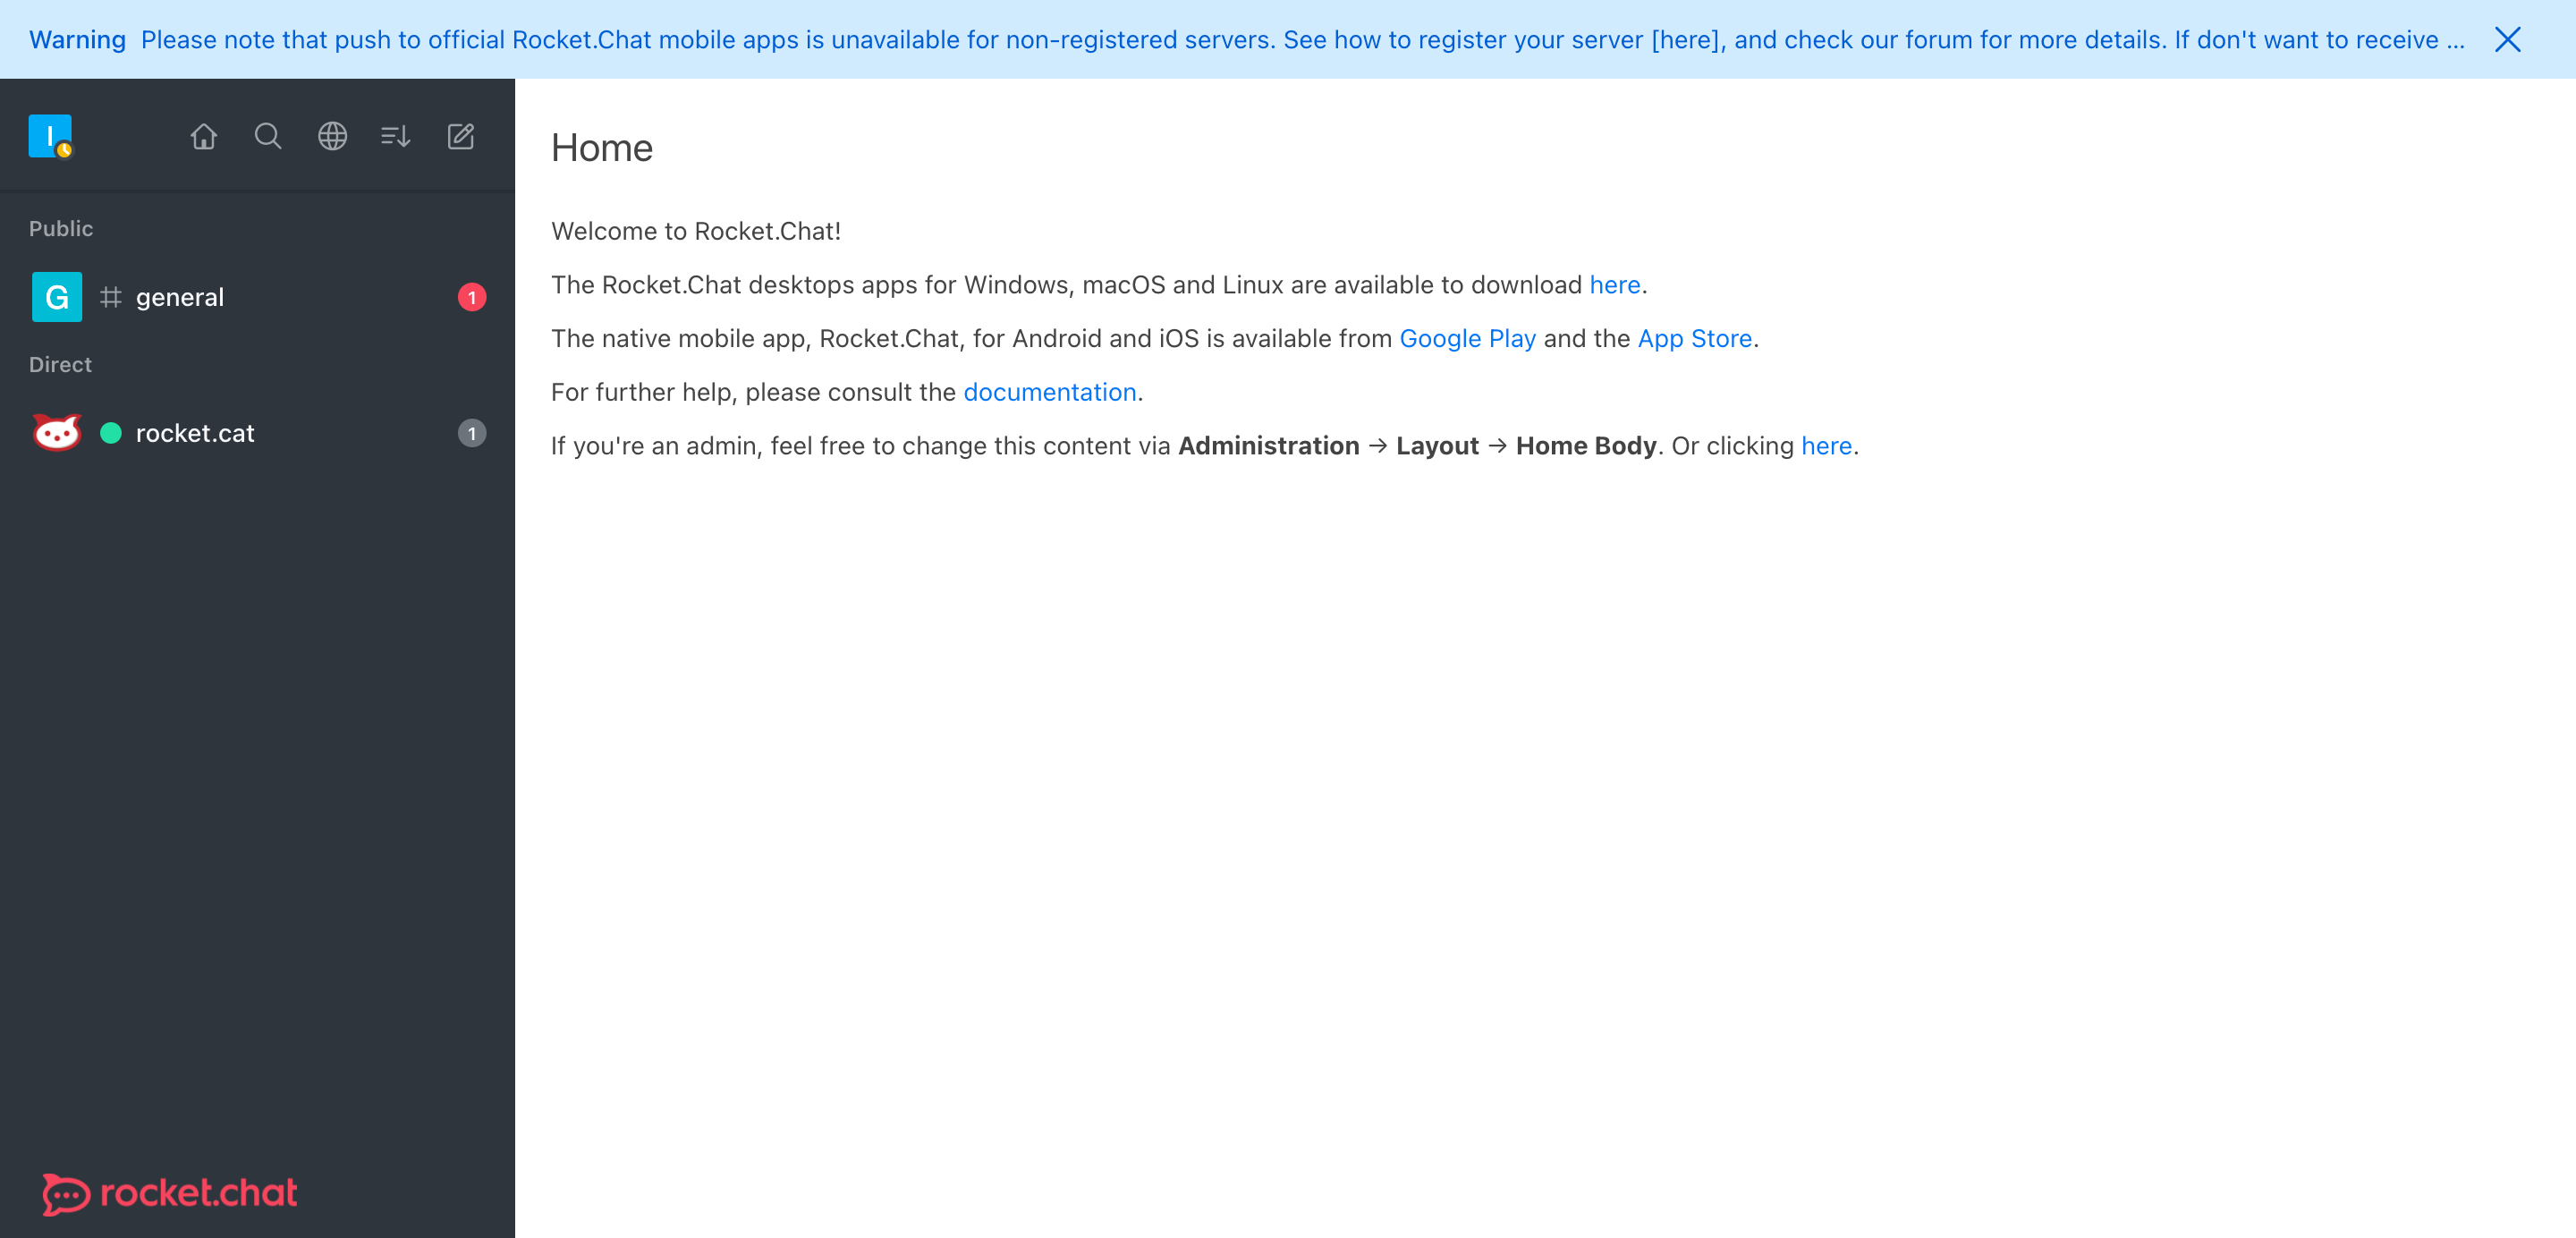 Warning Please note that push to official Rocket.Chat mobile apps is unavailable for non-registered servers. See how to register your server [here], and check our forum for more details. If don't want to receive ...
I
Public
G general 1
Direct
rocket.cat 1
rocket.chat
Home
Welcome to Rocket.Chat!
The Rocket.Chat desktops apps for Windows, macOS and Linux are available to download here.
The native mobile app, Rocket.Chat, for Android and iOS is available from Google Play and the App Store.
For further help, please consult the documentation.
If you're an admin, feel free to change this content via Administration → Layout → Home Body. Or clicking here.